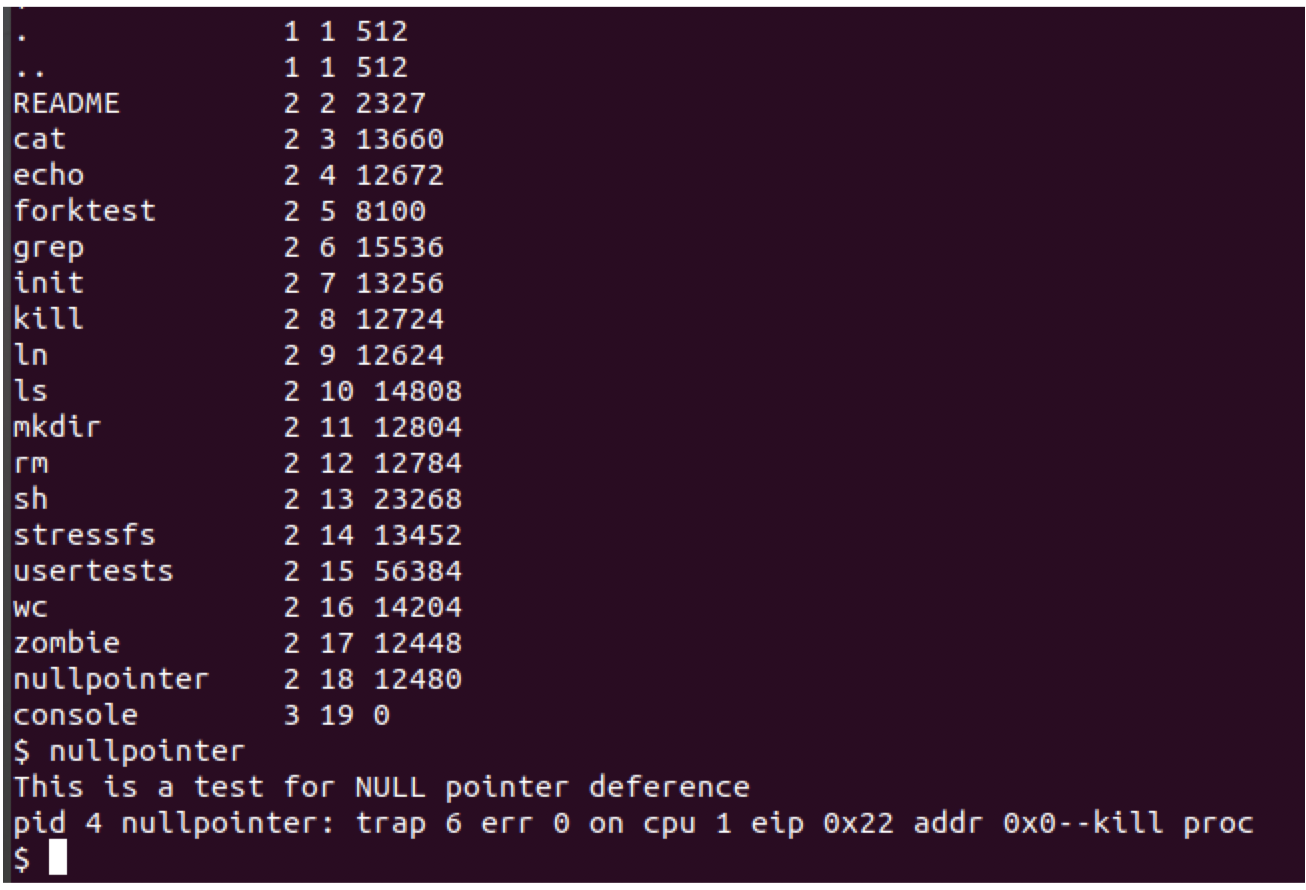 . 1 1 512
.. 1 1 512
README 2 2 2327
cat 2 3 13660
echo 2 4 12672
forktest 2 5 8100
grep 2 6 15536
init 2 7 13256
kill 2 8 12724
ln 2 9 12624
ls 2 10 14808
mkdir 2 11 12804
rm 2 12 12784
sh 2 13 23268
stressfs 2 14 13452
usertests 2 15 56384
wc 2 16 14204
zombie 2 17 12448
nullpointer 2 18 12480
console 3 19 0
$ nullpointer
This is a test for NULL pointer deference
pid 4 nullpointer: trap 6 err 0 on cpu 1 eip 0x22 addr 0x0--kill proc
$